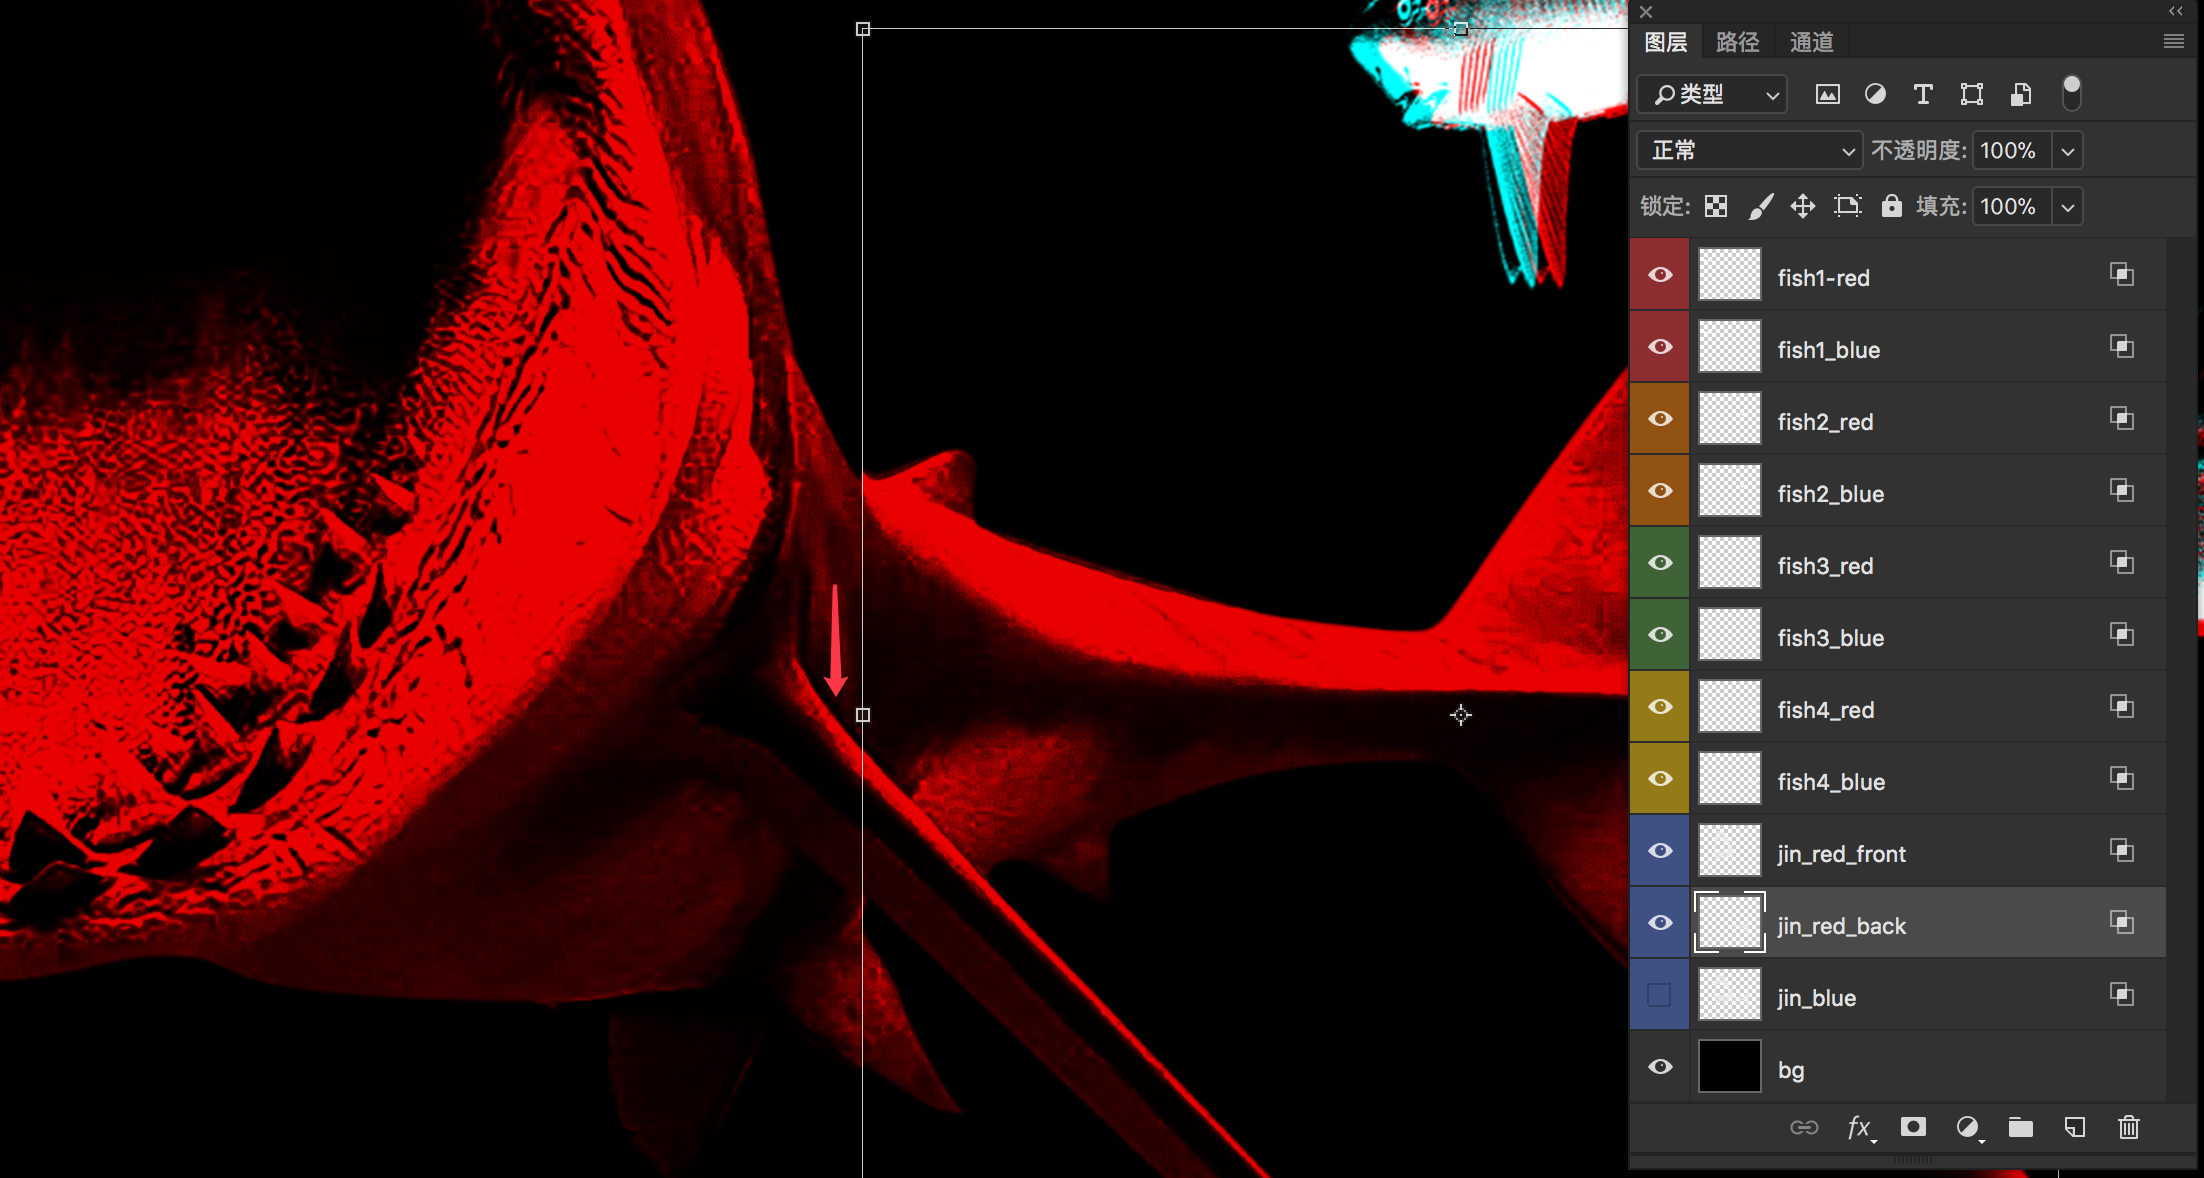 图层 路径 通道
类型
正常 不透明度: 100%
锁定: 填充: 100%
fish1-red
fish1_blue
fish2_red
fish2_blue
fish3_red
fish3_blue
fish4_red
fish4_blue
jin_red_front
jin_red_back
jin_blue
bg
fx